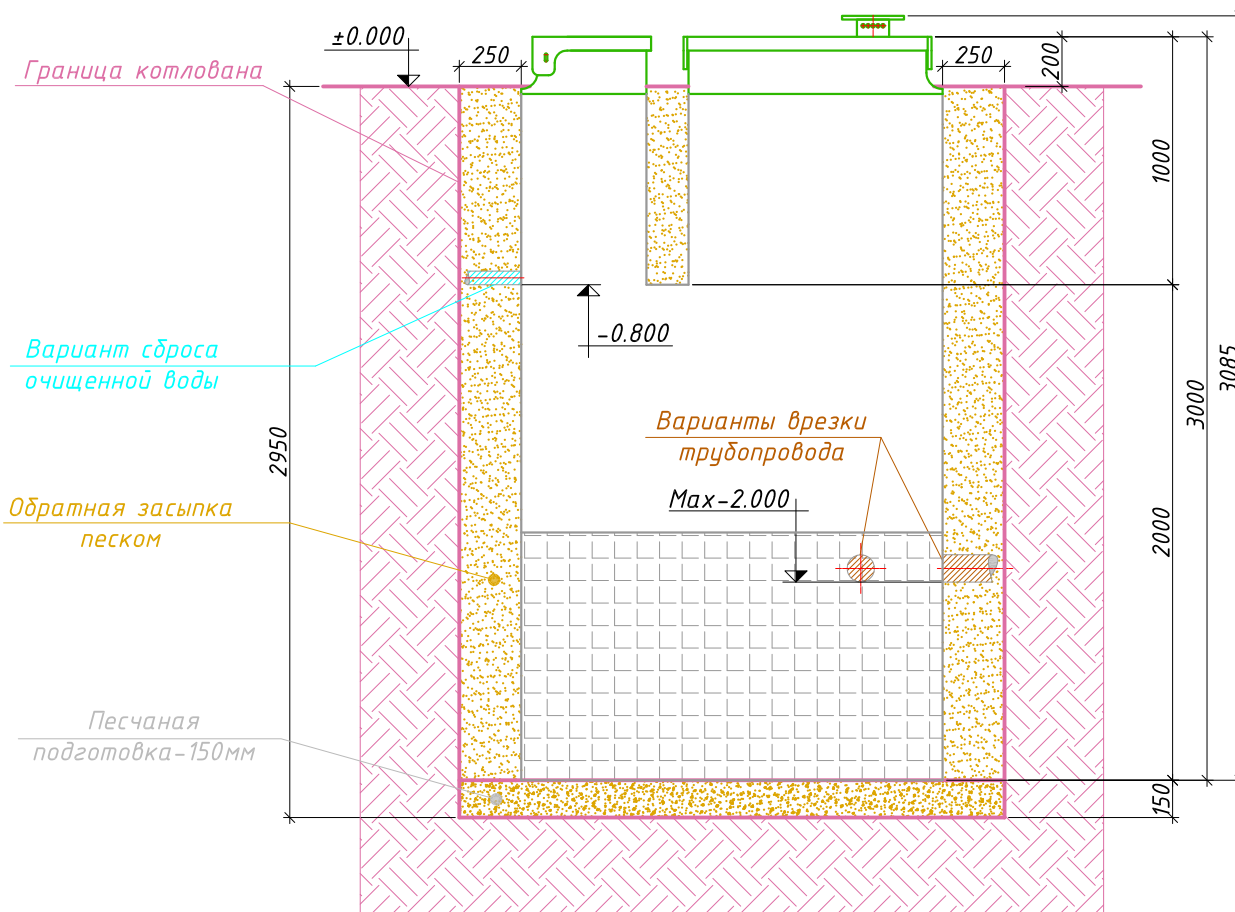 ±0.000
Граница котлована
250
250
200
1000
-0.800
Вариант сброса
очищенной воды
3085
3000
2950
Варианты врезки
трубопровода
Max-2.000
Обратная засыпка
песком
2000
Песчаная
подготовка-150мм
150